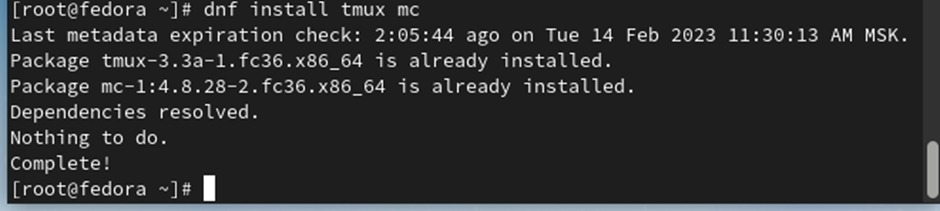 [root@fedora ~]# dnf install tmux mc
Last metadata expiration check: 2:05:44 ago on Tue 14 Feb 2023 11:30:13 AM MSK.
Package tmux-3.3a-1.fc36.x86_64 is already installed.
Package mc-1:4.8.28-2.fc36.x86_64 is already installed.
Dependencies resolved.
Nothing to do.
Complete!
[root@fedora ~]#